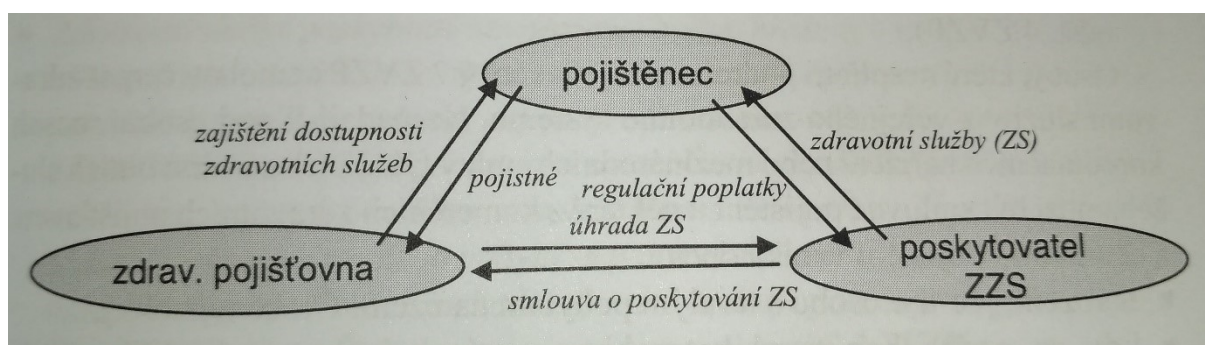 pojištěnec
zajištění dostupnosti
zdravotních služeb
zdravotní služby (ZS)
pojistné
regulační poplatky
úhrada ZS
zdrav. pojišťovna
poskytovatel
ZZS
smlouva o poskytování ZS